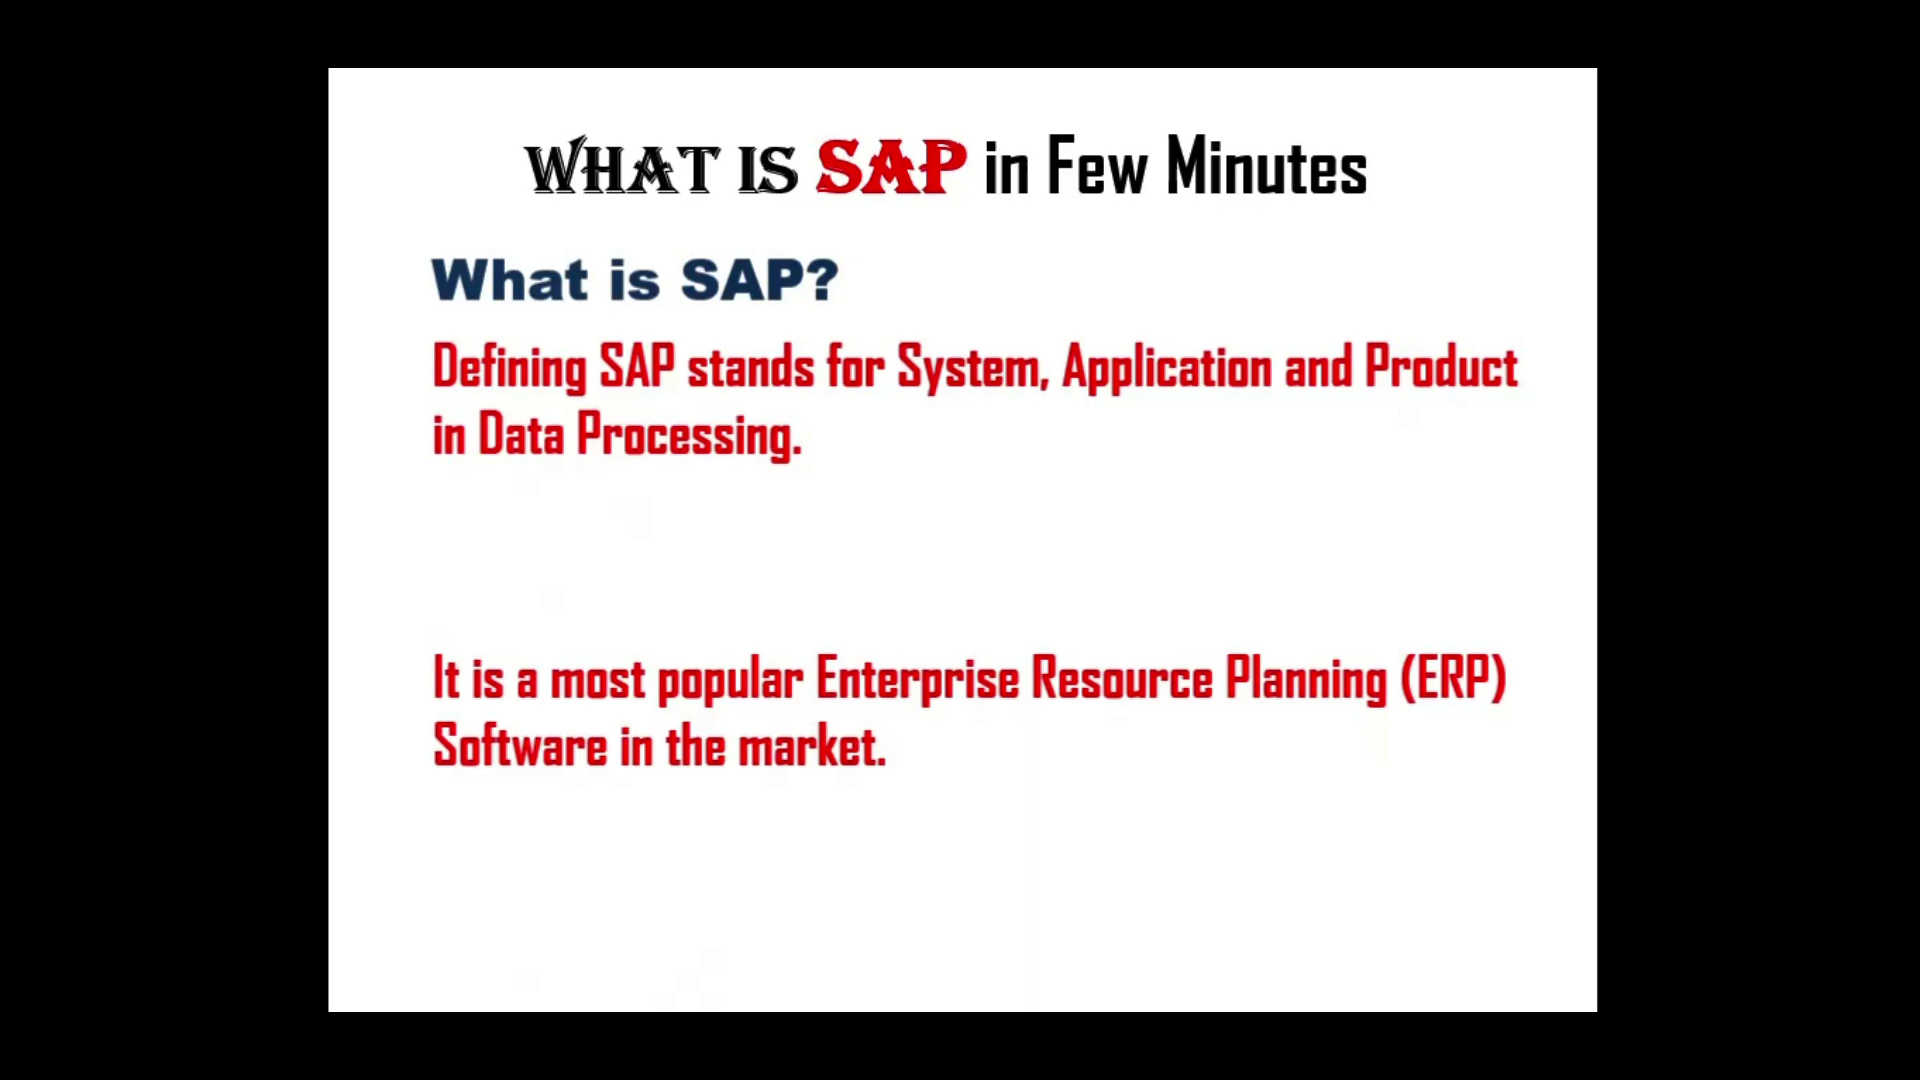 WHAT IS SAP in Few Minutes
What is SAP?
Defining SAP stands for System, Application and Product
in Data Processing.
It is a most popular Enterprise Resource Planning (ERP)
Software in the market.